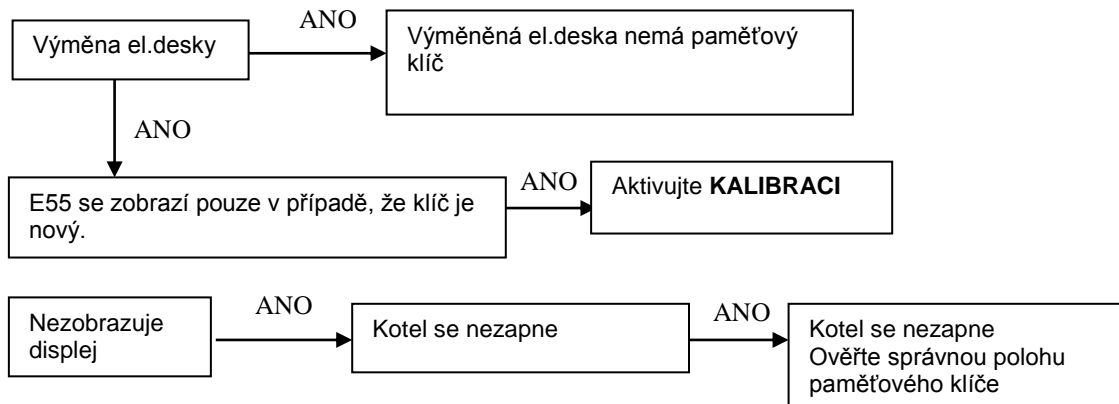 ANO
Výměna el.desky
Výměněná el.deska nemá paměťový
klíč
ANO
E55 se zobrazí pouze v případě, že klíč je
nový.
ANO
Aktivujte KALIBRACI
Nezobrazuje
displej
ANO
Kotel se nezapne
ANO
Kotel se nezapne
Ověřte správnou polohu
paměťového klíče